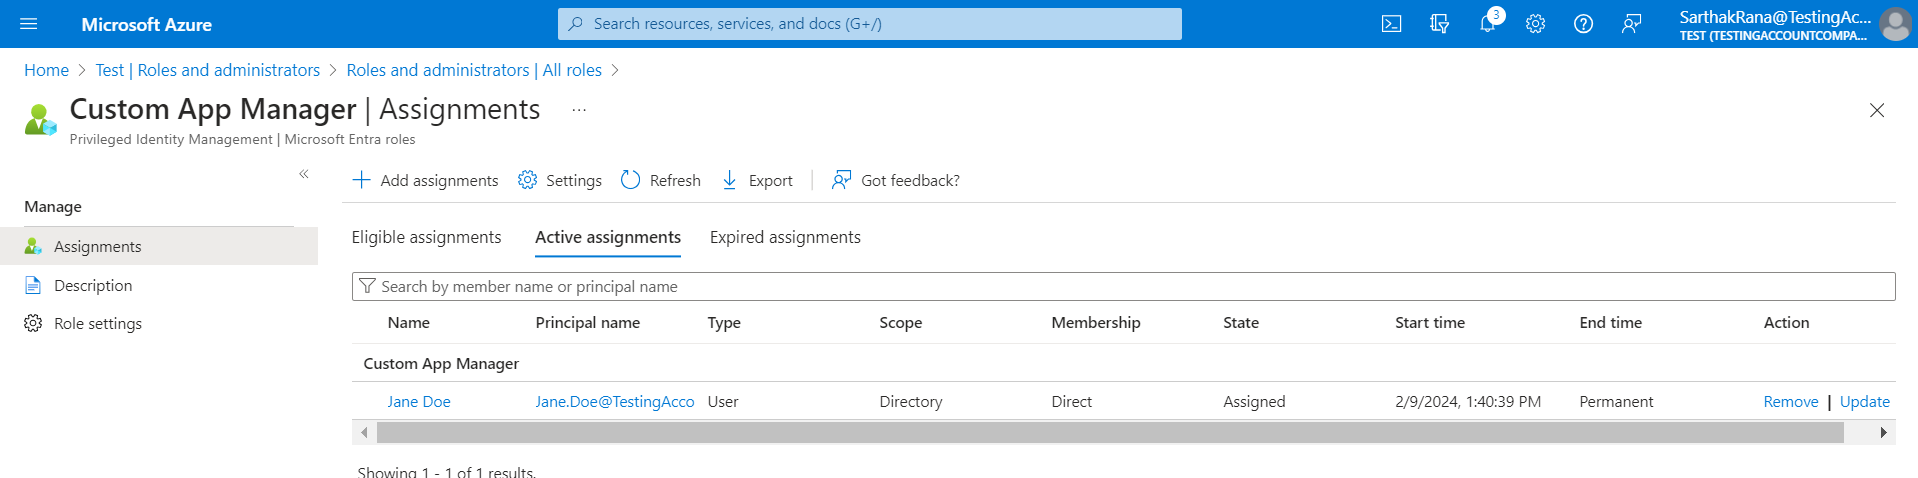 Microsoft Azure
Search resources, services, and docs (G+/)
3
SarthakRana@TestingAc...
TEST (TESTINGACCOUNTCOMPA...
Home > Test | Roles and administrators > Roles and administrators | All roles >
Custom App Manager | Assignments ...
Privileged Identity Management | Microsoft Entra roles
Manage
Assignments
Description
Role settings
Add assignments Settings Refresh Export Got feedback?
Eligible assignments Active assignments Expired assignments
Search by member name or principal name
Name Principal name Type Scope Membership State Start time End time Action
Custom App Manager
Jane Doe Jane.Doe@TestingAcco User Directory Direct Assigned 2/9/2024, 1:40:39 PM Permanent Remove | Update
Showing 1 - 1 of 1 results.